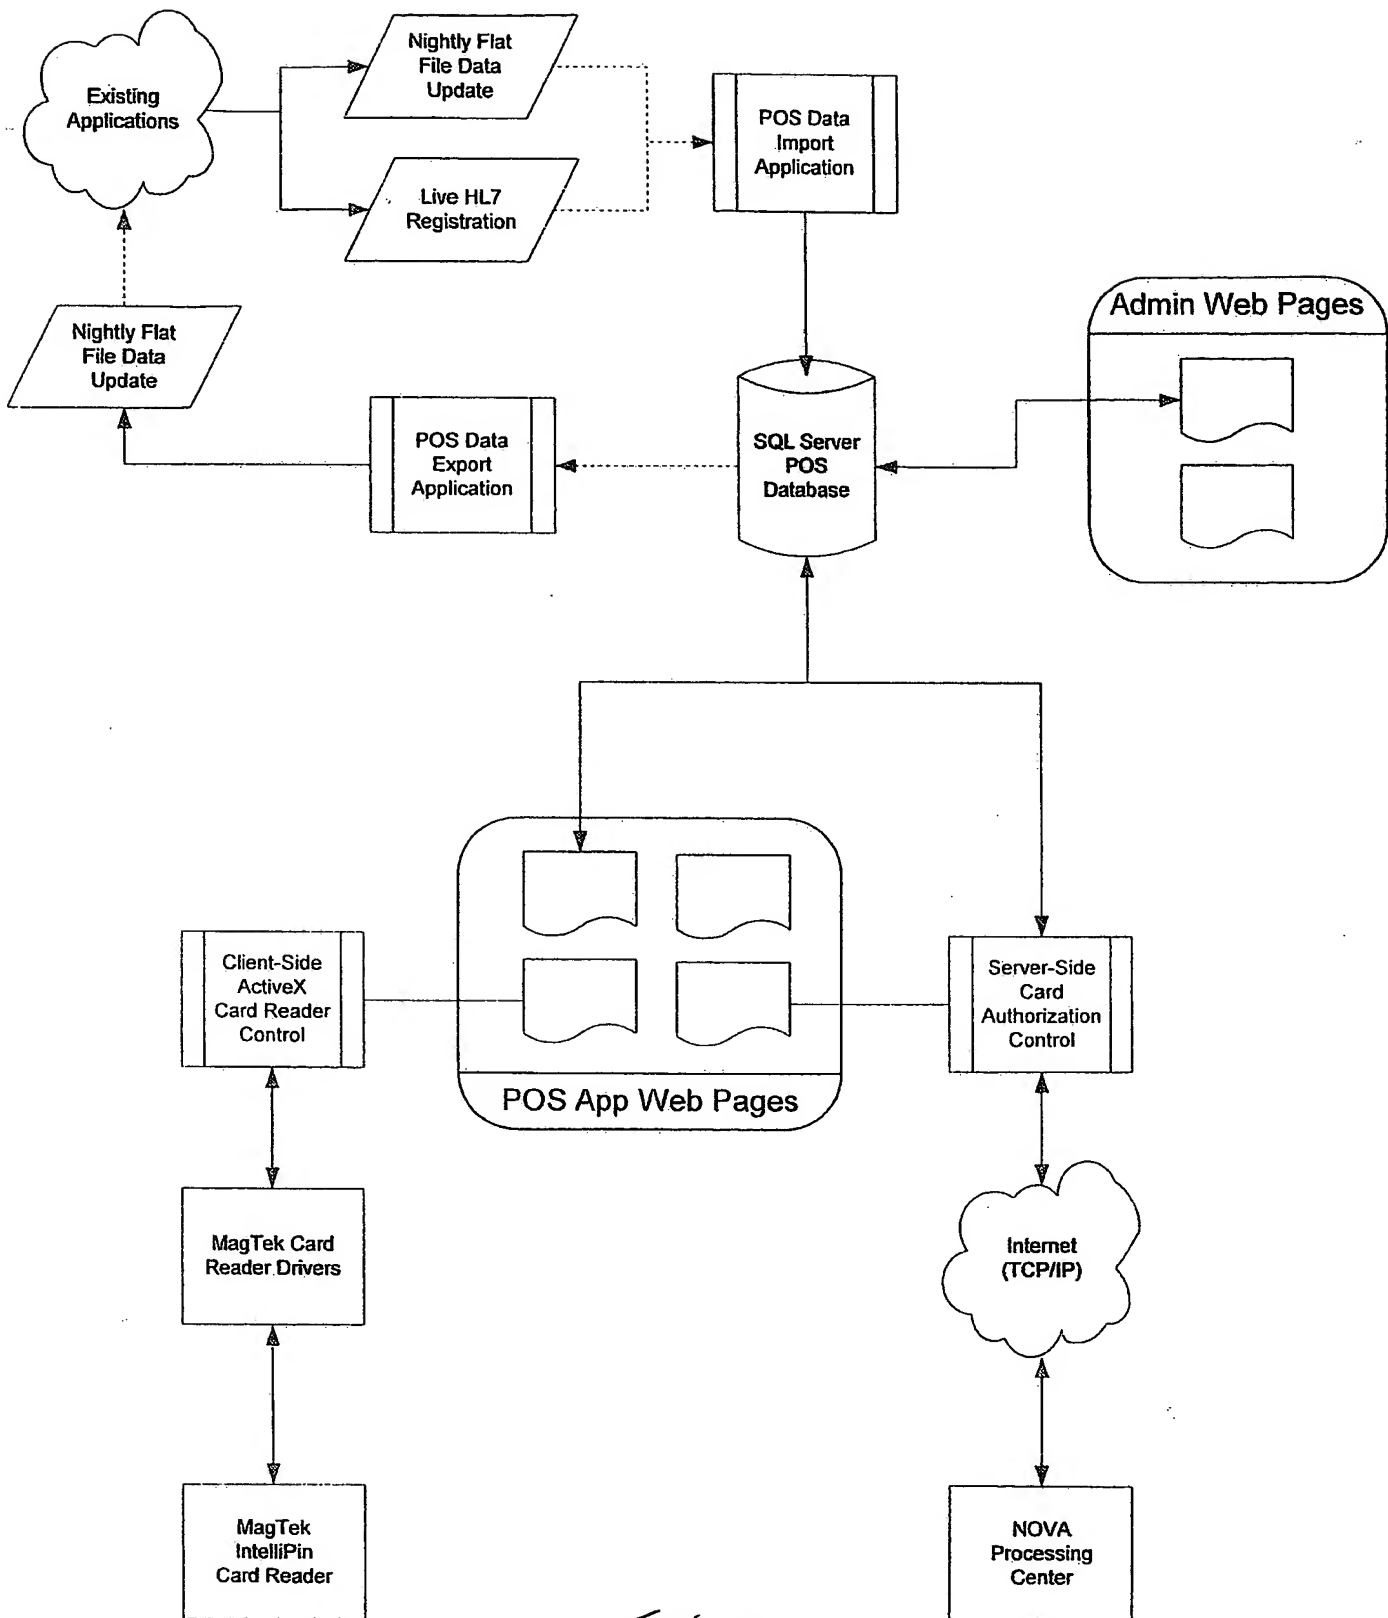 Existing
Applications
Nightly Flat
File Data
Update
Live HL7
Registration
POS Data
Import
Application
Nightly Flat
File Data
Update
POS Data
Export
Application
SQL Server
POS
Database
Admin Web Pages
Client-Side
ActiveX
Card Reader
Control
POS App Web Pages
Server-Side
Card
Authorization
Control
MagTek Card
Reader Drivers
Internet
(TCP/IP)
MagTek
IntelliPin
Card Reader
NOVA
Processing
Center